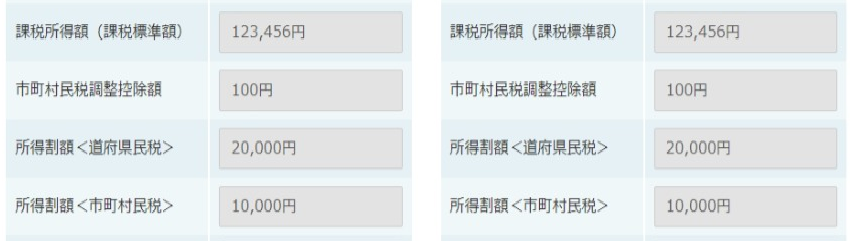 課税所得額（課税標準額） 123,456円
市町村民税調整控除額 100円
所得割額＜道府県民税＞ 20,000円
所得割額＜市町村民税＞ 10,000円
課税所得額（課税標準額） 123,456円
市町村民税調整控除額 100円
所得割額＜道府県民税＞ 20,000円
所得割額＜市町村民税＞ 10,000円